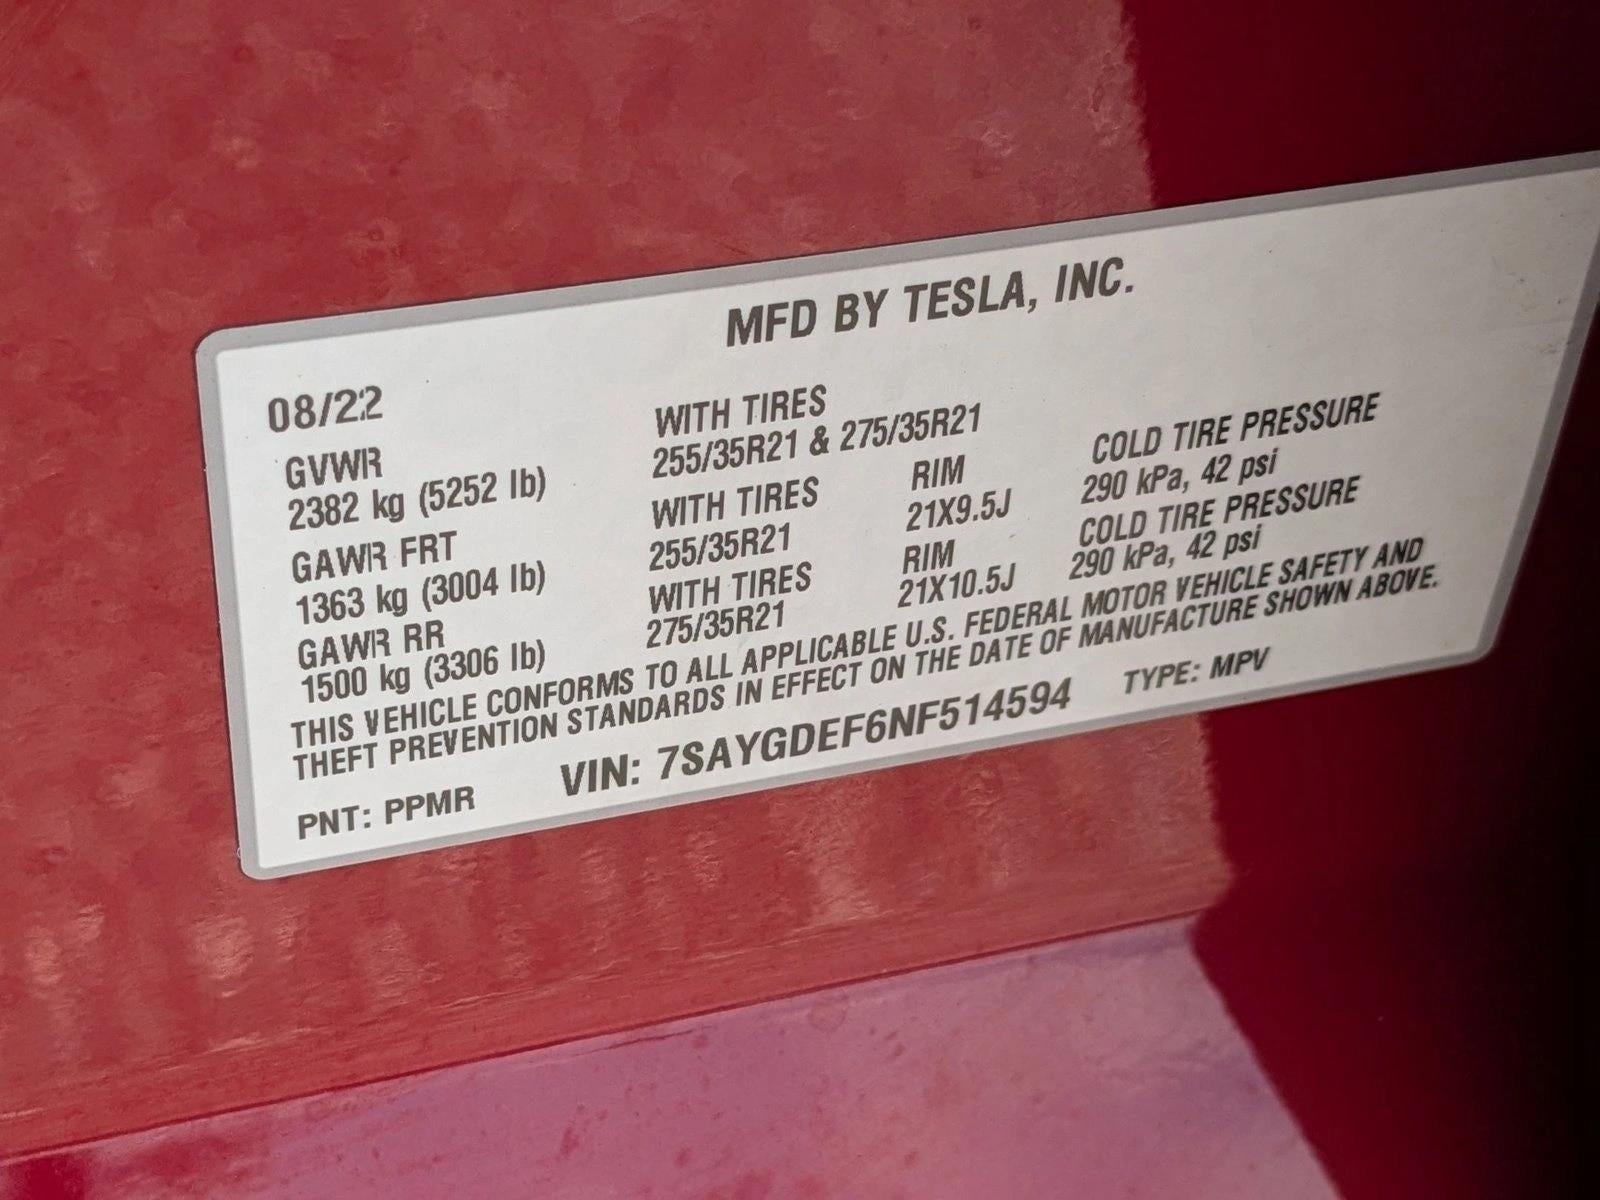 MFD BY TESLA, INC.
08/22
GVWR
2382 kg (5252 lb)
WITH TIRES
255/35R21 & 275/35R21
GAWR FRT
1363 kg (3004 lb)
WITH TIRES
255/35R21
RIM
21X9.5J
COLD TIRE PRESSURE
290 kPa, 42 psi
GAWR RR
1500 kg (3306 lb)
WITH TIRES
275/35R21
RIM
21X10.5J
COLD TIRE PRESSURE
290 kPa, 42 psi
THIS VEHICLE CONFORMS TO ALL APPLICABLE U.S. FEDERAL MOTOR VEHICLE SAFETY AND
THEFT PREVENTION STANDARDS IN EFFECT ON THE DATE OF MANUFACTURE SHOWN ABOVE.
PNT: PPMR VIN: 7SAYGDEF6NF514594 TYPE: MPV